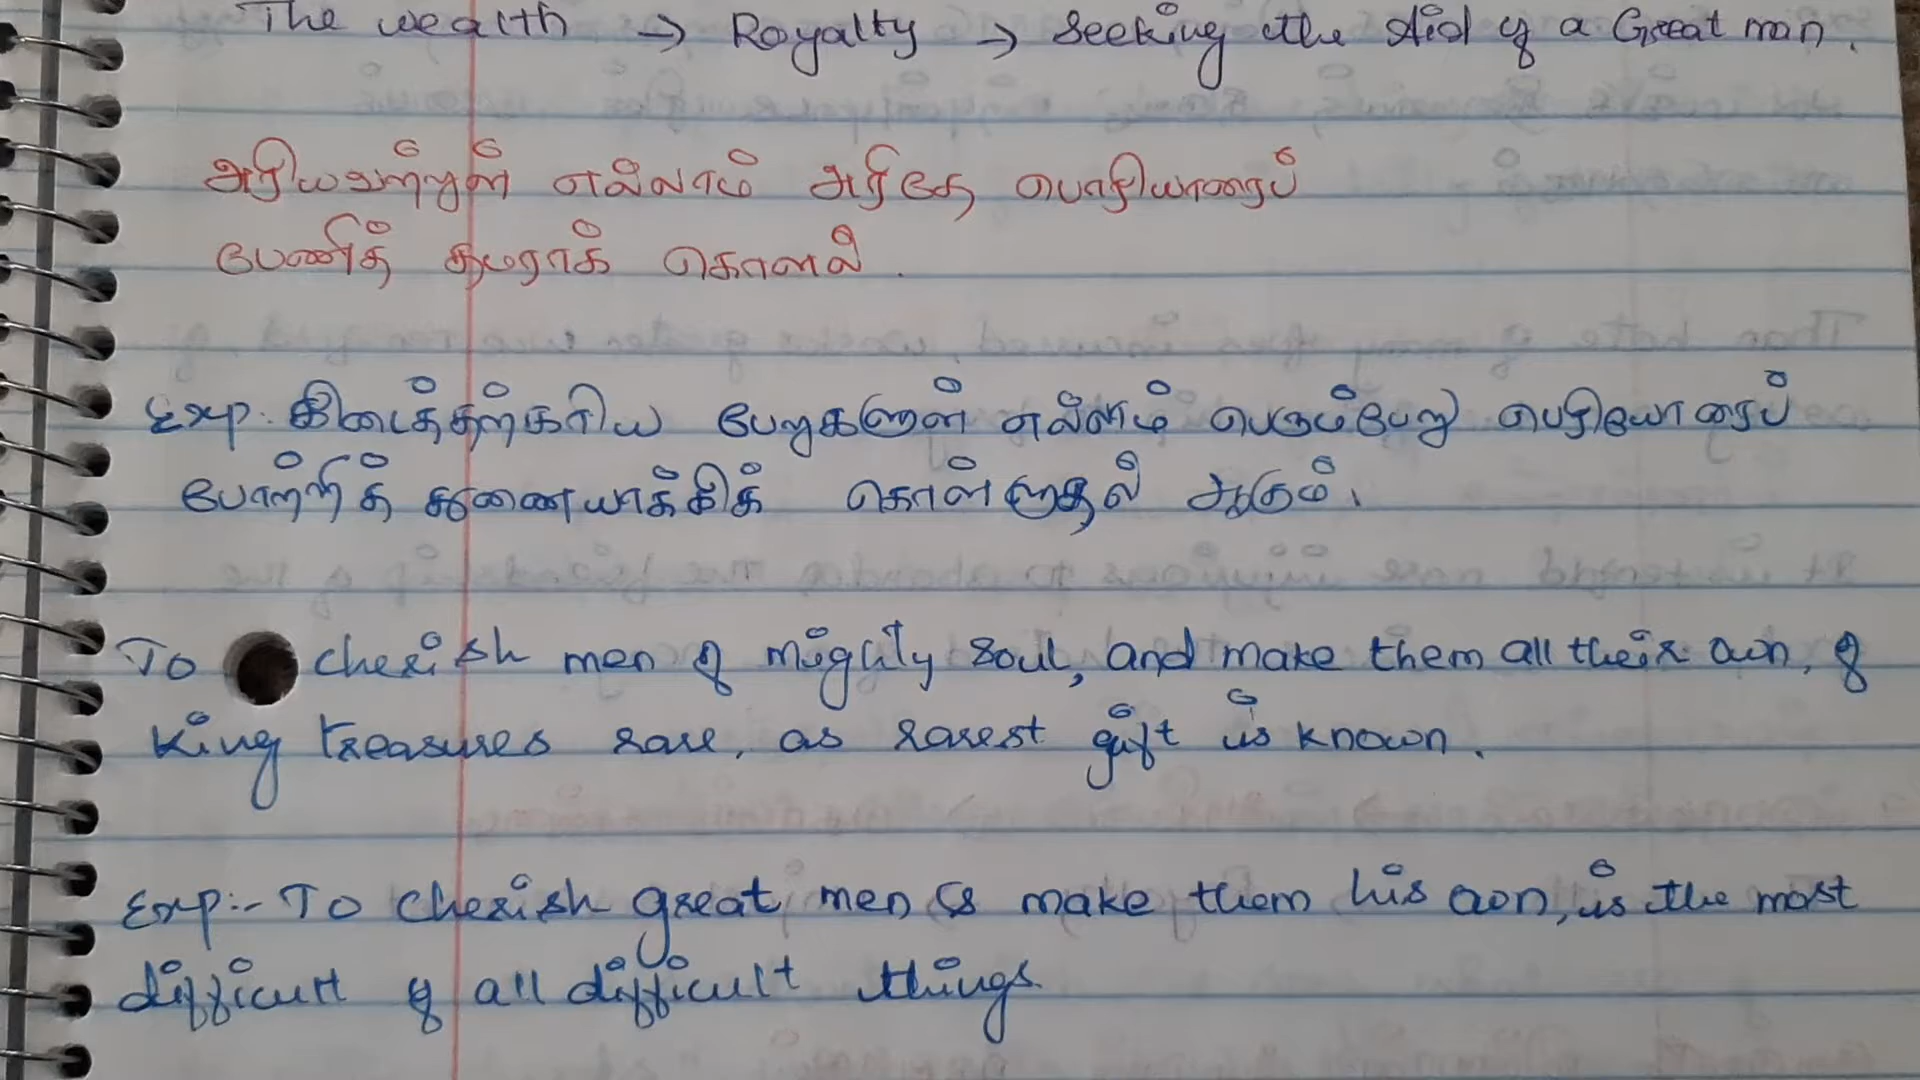 The wealth → Royalty → Seeking the Aid of a Great man.
அரியவற்றுள் எல்லாம் அரிதே பெரியாரைப்
பேணித் தமராக் கொளல்.
Exp: கிடைத்தற்கரிய பேறுகளுள் எல்லாம் பெரும்பேறு பெரியோரைப்
போற்றித் துணையாக்கிக் கொள்ளுதல் ஆகும்.
To cherish men of mighty soul, and make them all their own, of
King treasures rare, as rarest gift is known.
Exp:- To cherish great men & make them his own, is the most
difficult of all difficult things.